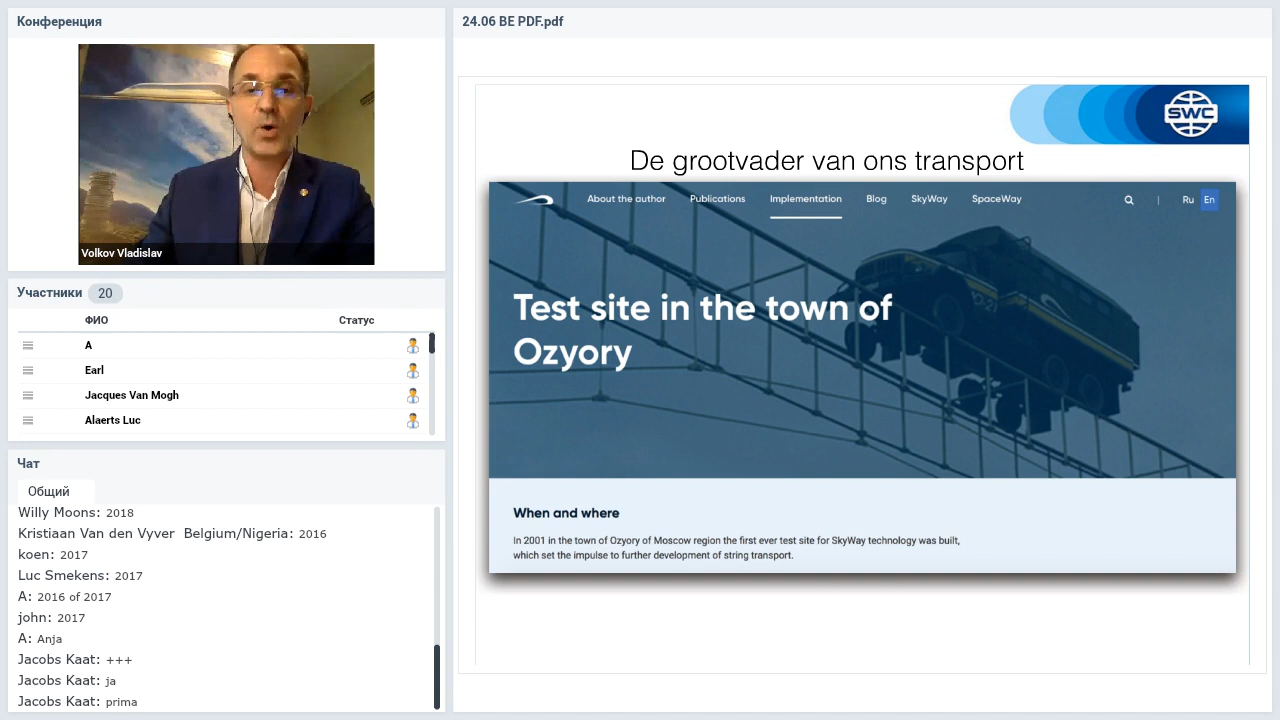 Конференция
Volkov Vladislav
Участники 20
ФИО Статус
A
Earl
Jacques Van Mogh
Alaerts Luc
Чат
Общий
Willy Moons: 2018
Kristiaan Van den Vyver Belgium/Nigeria: 2016
koen: 2017
Luc Smekens: 2017
A: 2016 of 2017
john: 2017
A: Anja
Jacobs Kaat: +++
Jacobs Kaat: ja
Jacobs Kaat: prima
24.06 BE PDF.pdf
SWC
De grootvader van ons transport
About the author Publications Implementation Blog SkyWay SpaceWay | Ru En
Test site in the town of
Ozyory
When and where
In 2001 in the town of Ozyory of Moscow region the first ever test site for SkyWay technology was built,
which set the impulse to further development of string transport.